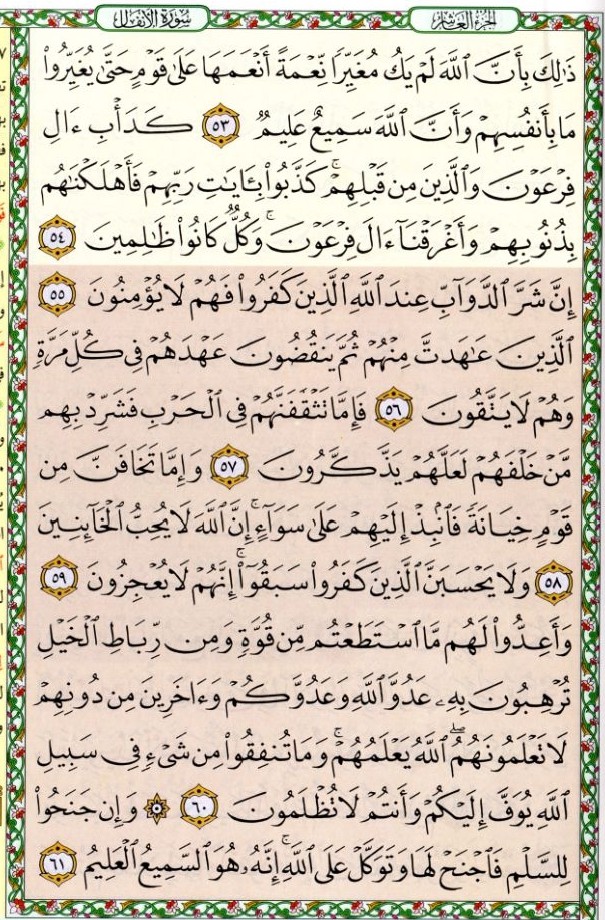 الجزء العاشر
سورة الأنفال
ذَٰلِكَ بِأَنَّ ٱللَّهَ لَمْ يَكُ مُغَيِّرًا نِّعْمَةً أَنْعَمَهَا عَلَىٰ قَوْمٍ حَتَّىٰ يُغَيِّرُوا۟
مَا بِأَنفُسِهِمْ وَأَنَّ ٱللَّهَ سَمِيعٌ عَلِيمٌ ٥٣ كَدَأْبِ ءَالِ
فِرْعَوْنَ وَٱلَّذِينَ مِن قَبْلِهِمْ ۚ كَذَّبُوا۟ بِـَٔايَٰتِ رَبِّهِمْ فَأَهْلَكْنَٰهُم
بِذُنُوبِهِمْ وَأَغْرَقْنَآ ءَالَ فِرْعَوْنَ ۚ وَكُلٌّ كَانُوا۟ ظَٰلِمِينَ ٥٤
إِنَّ شَرَّ ٱلدَّوَآبِّ عِندَ ٱللَّهِ ٱلَّذِينَ كَفَرُوا۟ فَهُمْ لَا يُؤْمِنُونَ ٥٥
ٱلَّذِينَ عَٰهَدتَّ مِنْهُمْ ثُمَّ يَنقُضُونَ عَهْدَهُمْ فِى كُلِّ مَرَّةٍ
وَهُمْ لَا يَتَّقُونَ ٥٦ فَإِمَّا تَثْقَفَنَّهُمْ فِى ٱلْحَرْبِ فَشَرِّدْ بِهِم
مَّنْ خَلْفَهُمْ لَعَلَّهُمْ يَذَّكَّرُونَ ٥٧ وَإِمَّا تَخَافَنَّ مِن
قَوْمٍ خِيَانَةً فَٱنۢبِذْ إِلَيْهِمْ عَلَىٰ سَوَآءٍ ۚ إِنَّ ٱللَّهَ لَا يُحِبُّ ٱلْخَآئِنِينَ
٥٨ وَلَا يَحْسَبَنَّ ٱلَّذِينَ كَفَرُوا۟ سَبَقُوٓا۟ ۚ إِنَّهُمْ لَا يُعْجِزُونَ ٥٩
وَأَعِدُّوا۟ لَهُم مَّا ٱسْتَطَعْتُم مِّن قُوَّةٍ وَمِن رِّبَاطِ ٱلْخَيْلِ
تُرْهِبُونَ بِهِۦ عَدُوَّ ٱللَّهِ وَعَدُوَّكُمْ وَءَاخَرِينَ مِن دُونِهِمْ
لَا تَعْلَمُونَهُمُ ۖ ٱللَّهُ يَعْلَمُهُمْ ۚ وَمَا تُنفِقُوا۟ مِن شَىْءٍ فِى سَبِيلِ
ٱللَّهِ يُوَفَّ إِلَيْكُمْ وَأَنتُمْ لَا تُظْلَمُونَ ٦٠ ۞ وَإِن جَنَحُوا۟
لِلسَّلْمِ فَٱجْنَحْ لَهَا وَتَوَكَّلْ عَلَى ٱللَّهِ ۚ إِنَّهُۥ هُوَ ٱلسَّمِيعُ ٱلْعَلِيمُ ٦١